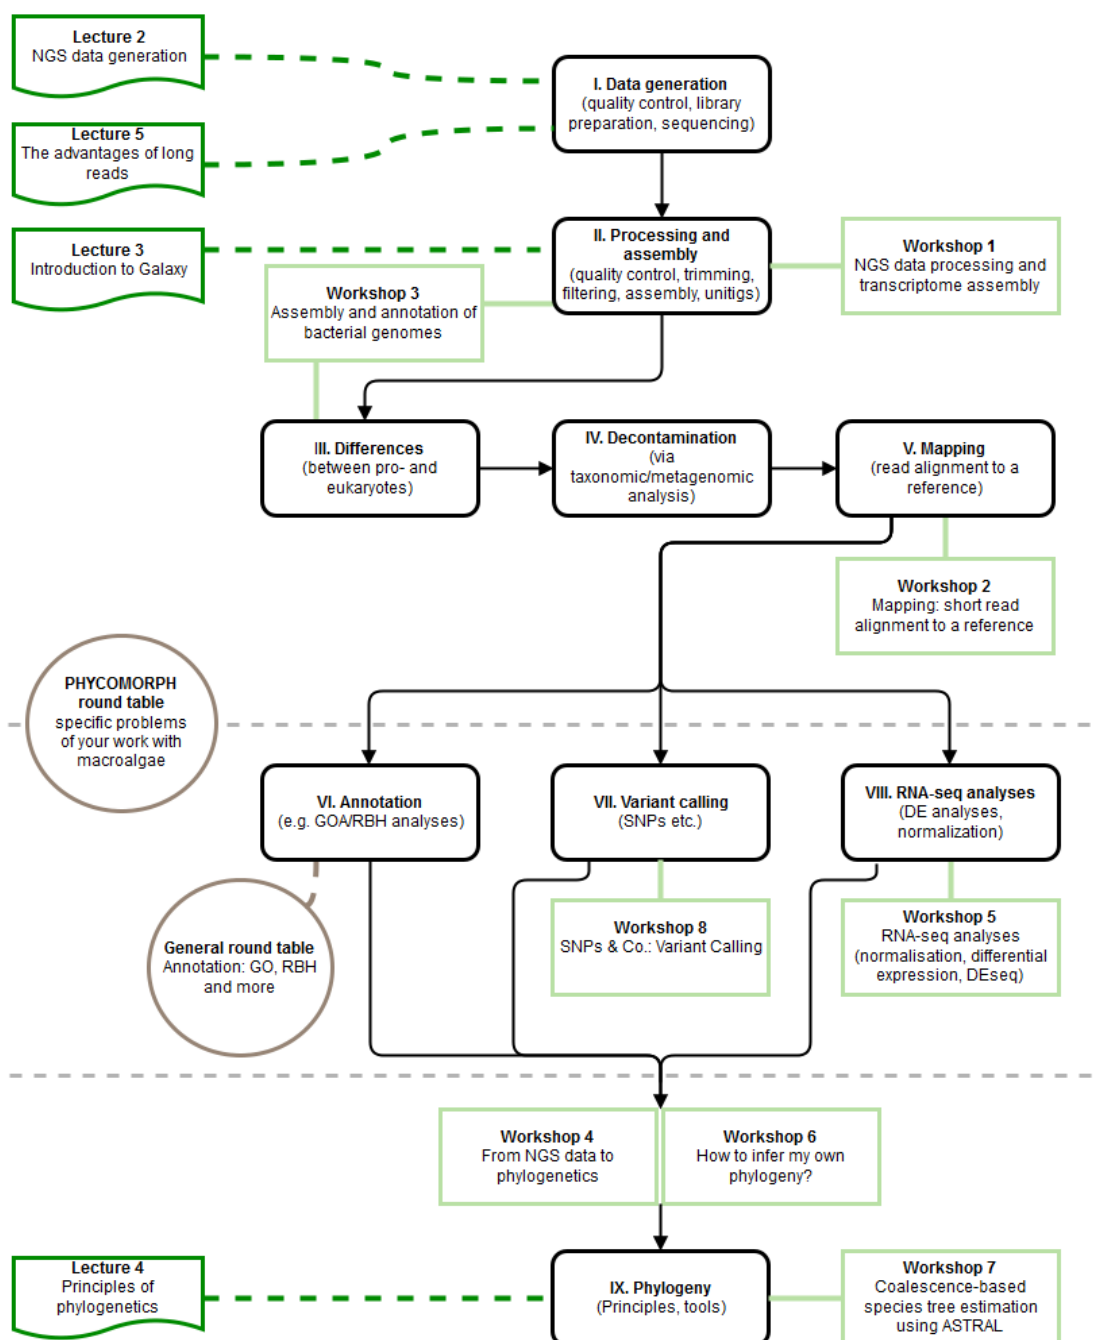 Lecture 2
NGS data generation
I. Data generation
(quality control, library
preparation, sequencing)
Lecture 5
The advantages of long
reads
Lecture 3
Introduction to Galaxy
II. Processing and
assembly
(quality control, trimming,
filtering, assembly, unitigs)
Workshop 1
NGS data processing and
transcriptome assembly
Workshop 3
Assembly and annotation of
bacterial genomes
III. Differences
(between pro- and
eukaryotes)
IV. Decontamination
(via
taxonomic/metagenomic
analysis)
V. Mapping
(read alignment to a
reference)
Workshop 2
Mapping: short read
alignment to a reference
PHYCOMORPH
round table
specific problems
of your work with
macroalgae
VI. Annotation
(e.g. GOA/RBH analyses)
VII. Variant calling
(SNPs etc.)
VIII. RNA-seq analyses
(DE analyses,
normalization)
General round table
Annotation: GO, RBH
and more
Workshop 8
SNPs & Co.: Variant Calling
Workshop 5
RNA-seq analyses
(normalisation, differential
expression, DEseq)
Workshop 4
From NGS data to
phylogenetics
Workshop 6
How to infer my own
phylogeny?
Lecture 4
Principles of
phylogenetics
IX. Phylogeny
(Principles, tools)
Workshop 7
Coalescence-based
species tree estimation
using ASTRAL